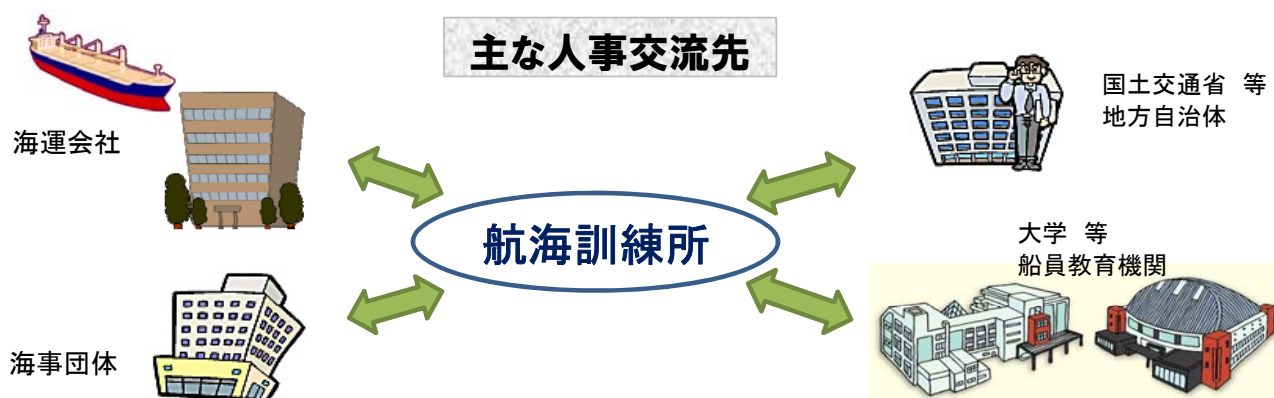 主な人事交流先
海運会社
国土交通省 等
地方自治体
航海訓練所
海事団体
大学 等
船員教育機関